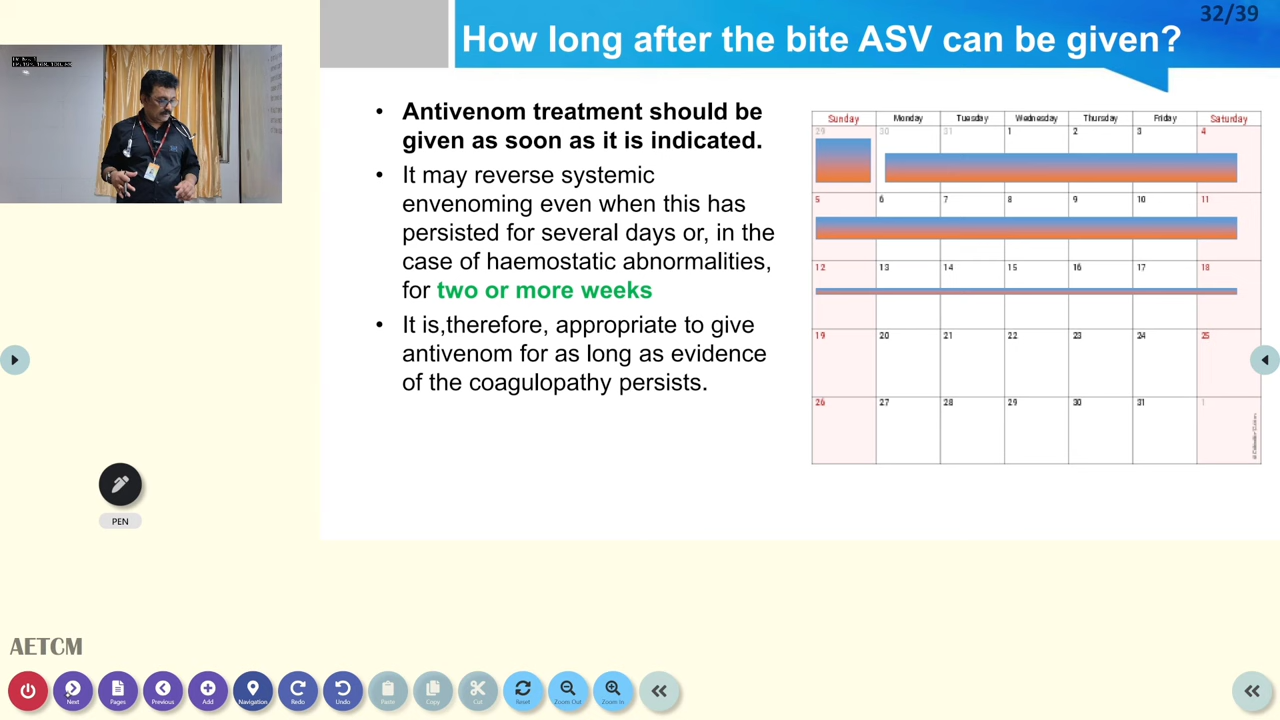 32/39
How long after the bite ASV can be given?
• Antivenom treatment should be
given as soon as it is indicated.
• It may reverse systemic
envenoming even when this has
persisted for several days or, in the
case of haemostatic abnormalities,
for two or more weeks
• It is,therefore, appropriate to give
antivenom for as long as evidence
of the coagulopathy persists.
Sunday Monday Tuesday Wednesday Thursday Friday Saturday
29 30 31 1 2 3 4
5 6 7 8 9 10 11
12 13 14 15 16 17 18
19 20 21 22 23 24 25
26 27 28 29 30 31 1
PEN
AETCM
Next Pages Previous Add Navigation Redo Undo Paste Copy Cut Reset Zoom Out Zoom In